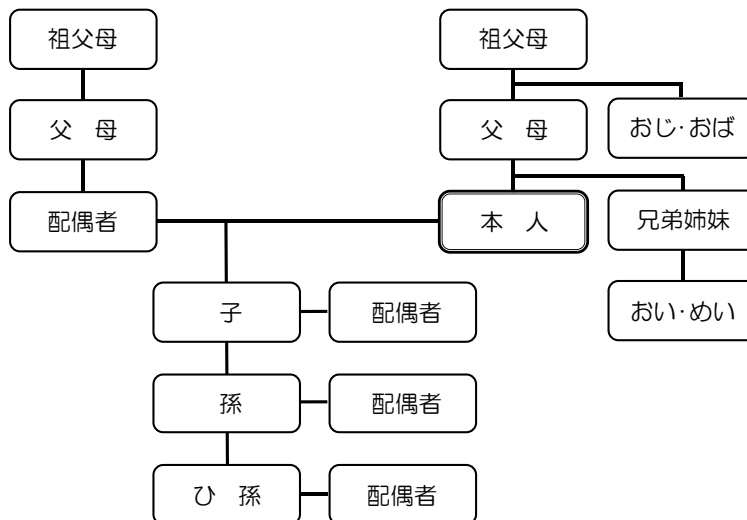 祖父母
祖父母
父　母
父　母
おじ･おば
配偶者
本　人
兄弟姉妹
子
配偶者
おい･めい
孫
配偶者
ひ　孫
配偶者